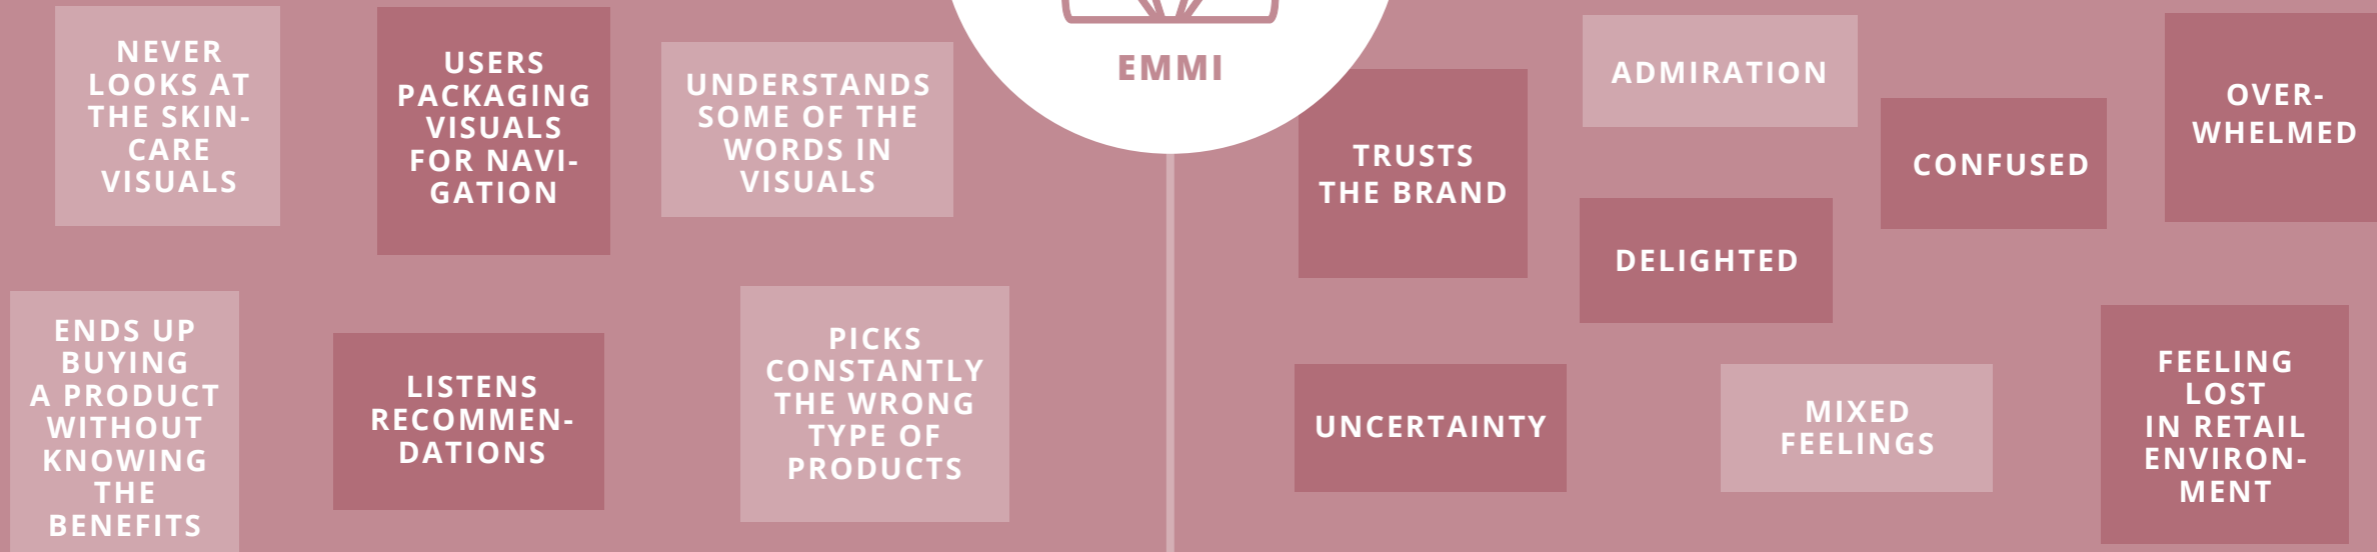 NEVER
LOOKS AT
THE SKIN-
CARE
VISUALS
USERS
PACKAGING
VISUALS
FOR NAVI-
GATION
UNDERSTANDS
SOME OF THE
WORDS IN
VISUALS
EMMI
TRUSTS
THE BRAND
ADMIRATION
DELIGHTED
CONFUSED
OVER-
WHELMED
ENDS UP
BUYING
A PRODUCT
WITHOUT
KNOWING
THE
BENEFITS
LISTENS
RECOMMEN-
DATIONS
PICKS
CONSTANTLY
THE WRONG
TYPE OF
PRODUCTS
UNCERTAINTY
MIXED
FEELINGS
FEELING
LOST
IN RETAIL
ENVIRON-
MENT